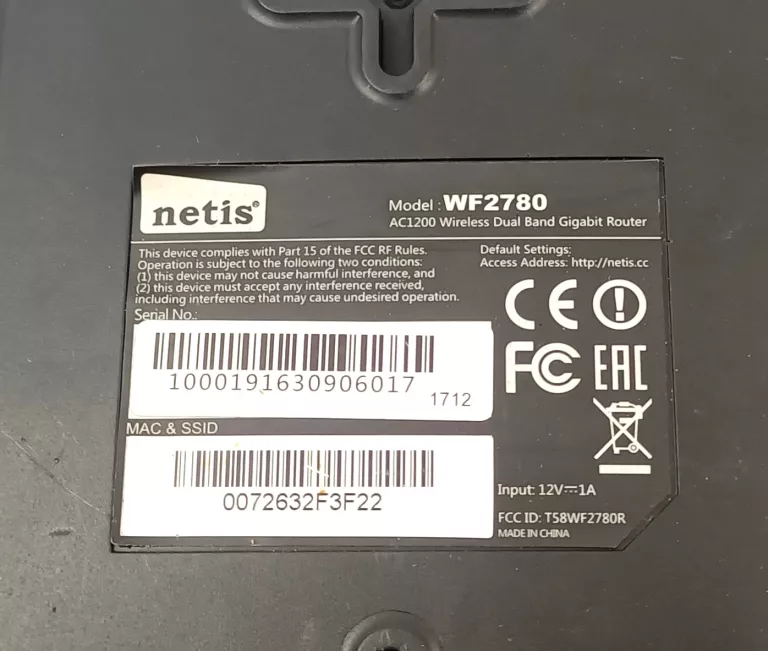 netis®
Model : WF2780
AC1200 Wireless Dual Band Gigabit Router
This device complies with Part 15 of the FCC RF Rules.
Operation is subject to the following two conditions:
(1) this device may not cause harmful interference, and
(2) this device must accept any interference received,
including interference that may cause undesired operation.
Default Settings:
Access Address: http://netis.cc
Serial No.:
1000191630906017
1712
MAC & SSID
0072632F3F22
CE
FC
EAC
Input: 12V⎓1A
FCC ID: T58WF2780R
MADE IN CHINA